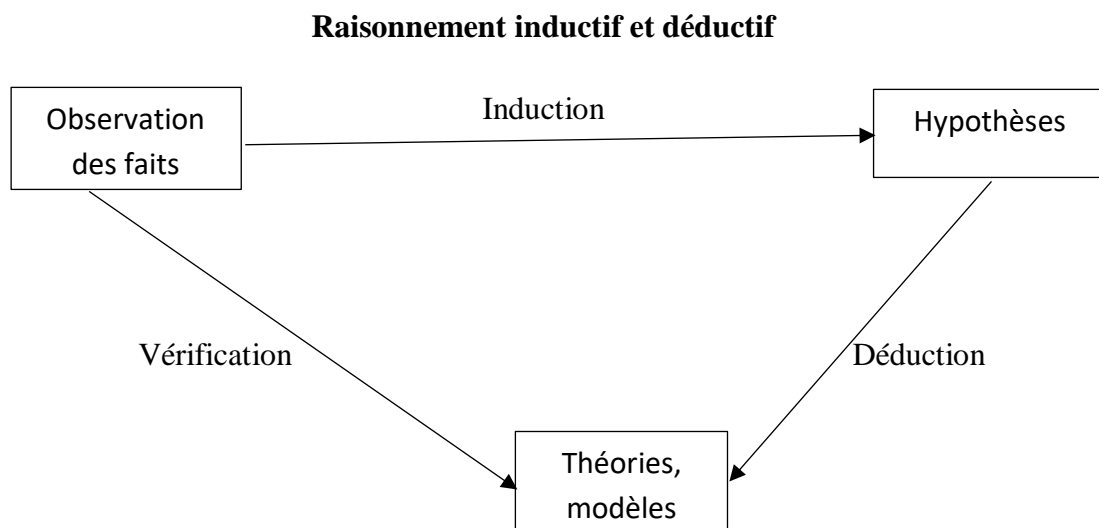 Raisonnement inductif et déductif
Induction
Observation
des faits
Hypothèses
Vérification
Déduction
Théories,
modèles